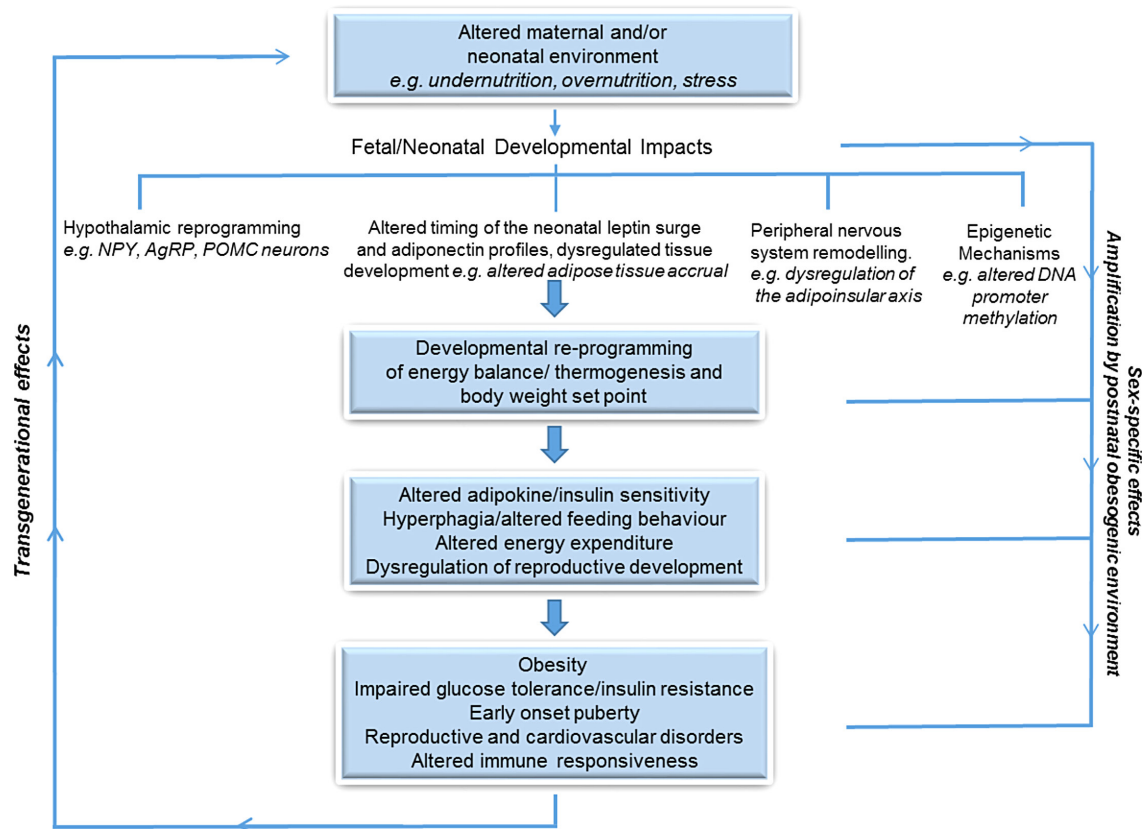 Altered maternal and/or
neonatal environment
e.g. undernutrition, overnutrition, stress
Fetal/Neonatal Developmental Impacts
Hypothalamic reprogramming
e.g. NPY, AgRP, POMC neurons
Altered timing of the neonatal leptin surge
and adiponectin profiles, dysregulated tissue
development e.g. altered adipose tissue accrual
Peripheral nervous
system remodelling.
e.g. dysregulation of
the adipoinsular axis
Epigenetic
Mechanisms
e.g. altered DNA
promoter
methylation
Developmental re-programming
of energy balance/ thermogenesis and
body weight set point
Altered adipokine/insulin sensitivity
Hyperphagia/altered feeding behaviour
Altered energy expenditure
Dysregulation of reproductive development
Obesity
Impaired glucose tolerance/insulin resistance
Early onset puberty
Reproductive and cardiovascular disorders
Altered immune responsiveness
Transgenerational effects
Sex-specific effects
Amplification by postnatal obesogenic environment